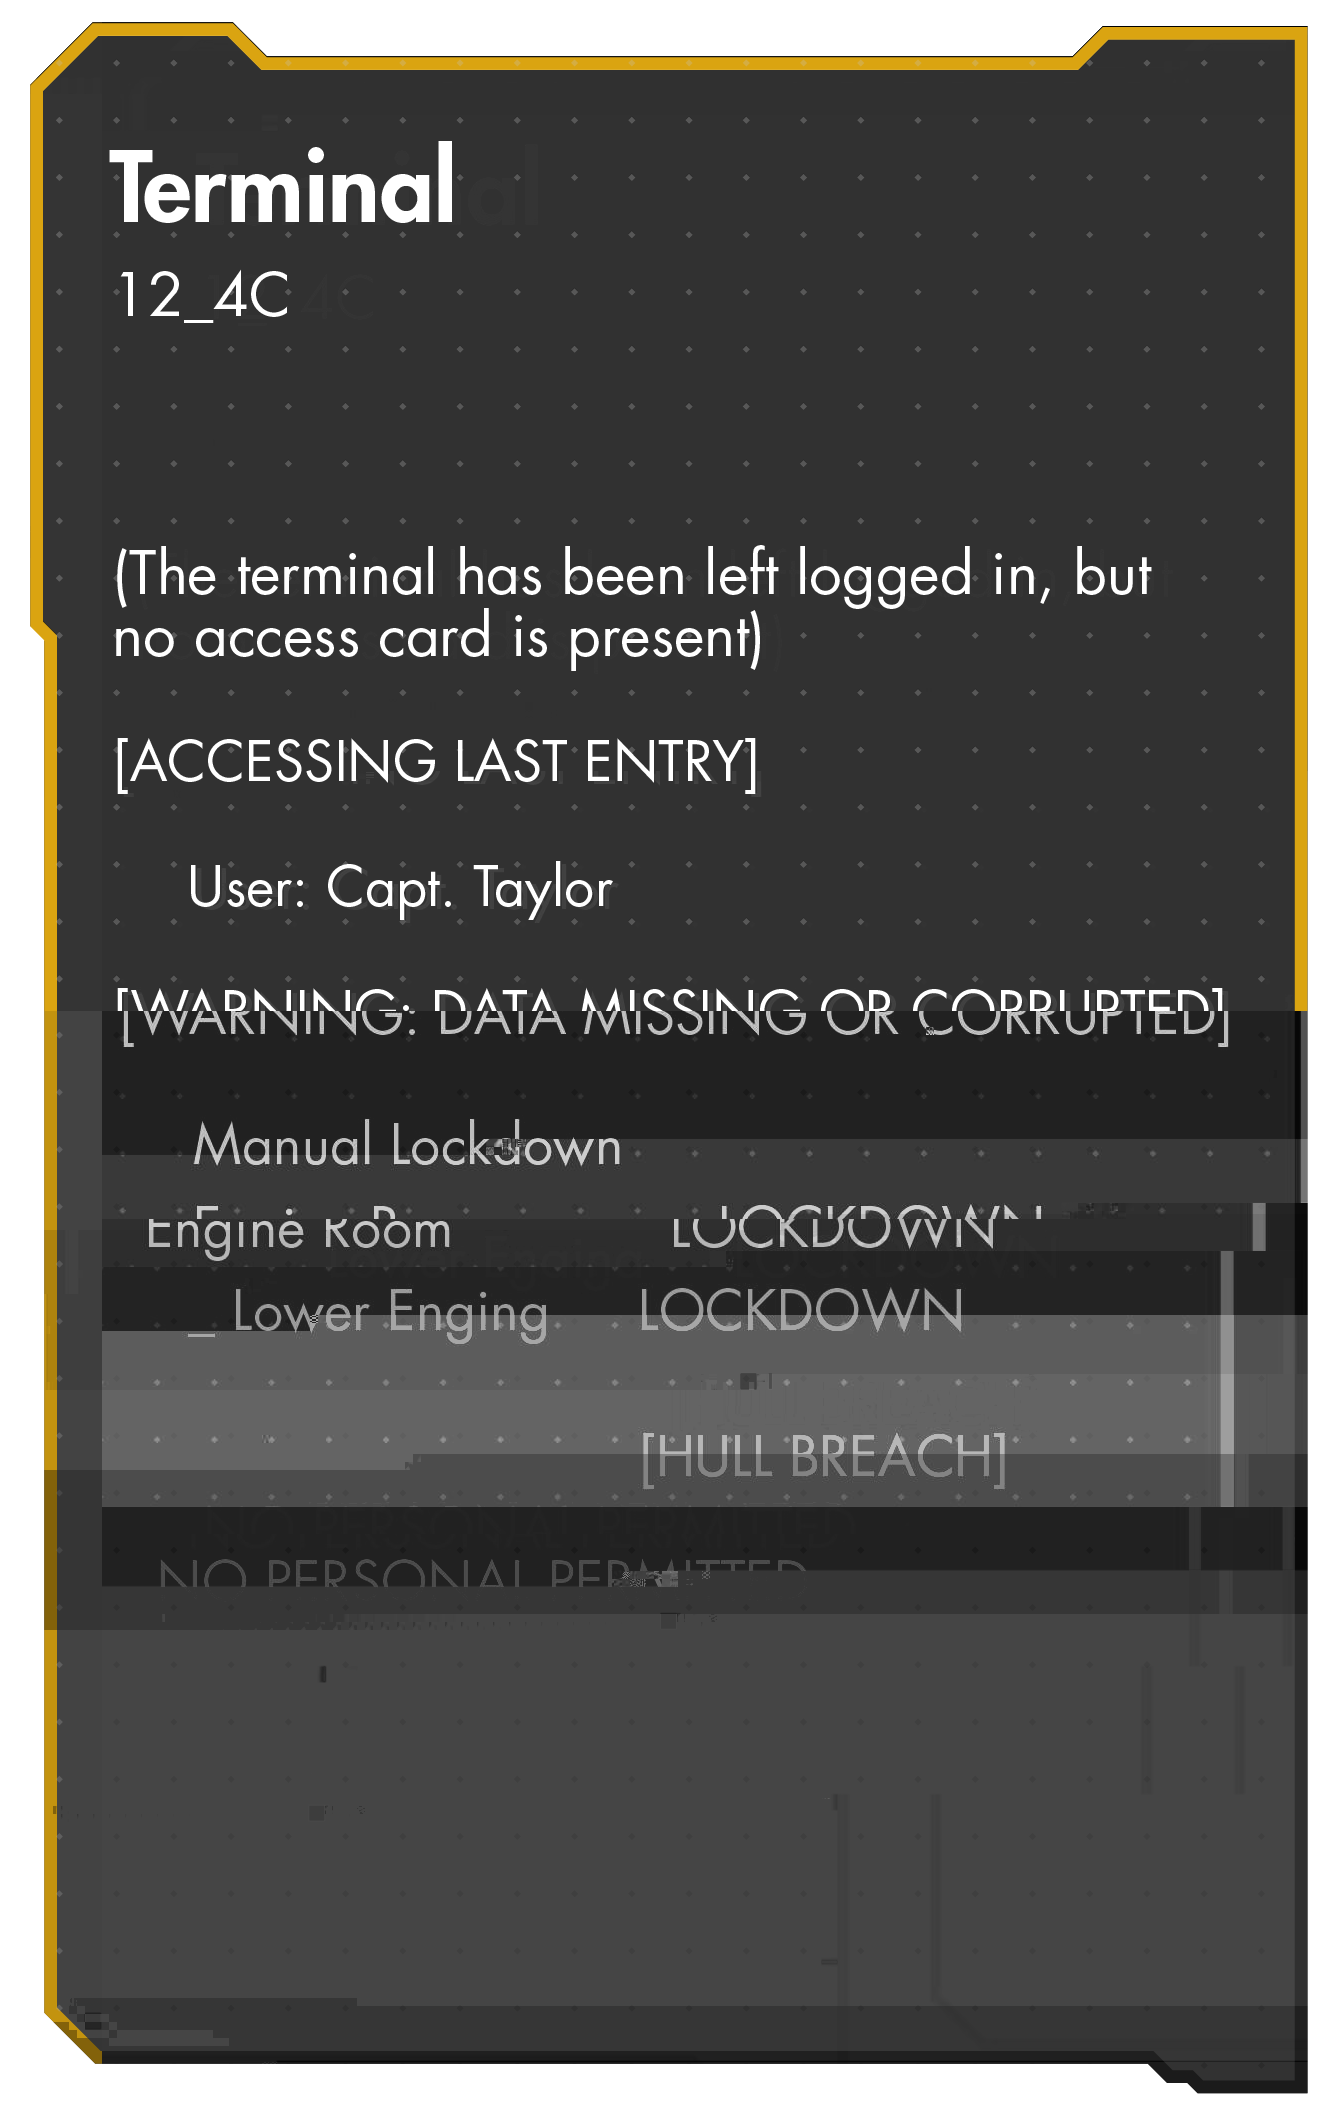 Terminal
12_4C
(The terminal has been left logged in, but
no access card is present)
[ACCESSING LAST ENTRY]
User: Capt. Taylor
[WARNING: DATA MISSING OR CORRUPTED]
Manual Lockdown
Engine Room LOCKDOWN
_ Lower Enging LOCKDOWN
[HULL BREACH]
NO PERSONAL PERMITTED